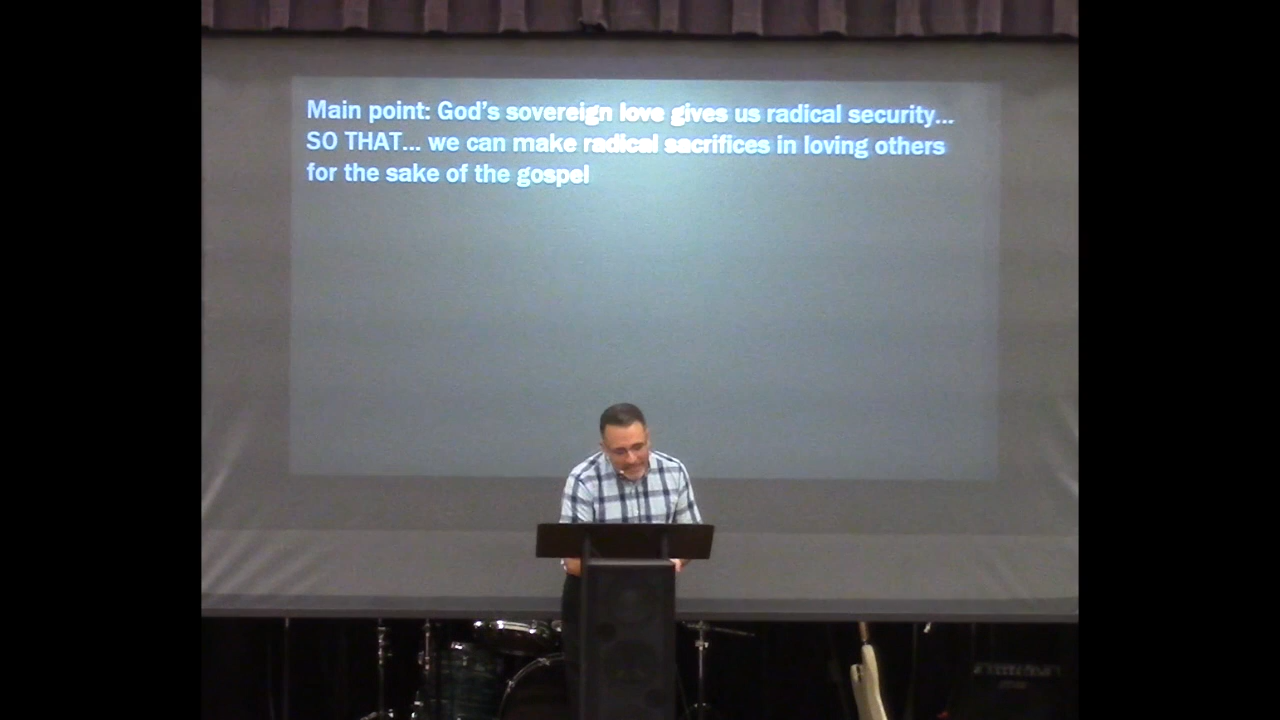 Main point: God's sovereign love gives us radical security...
SO THAT... we can make radical sacrifices in loving others
for the sake of the gospel